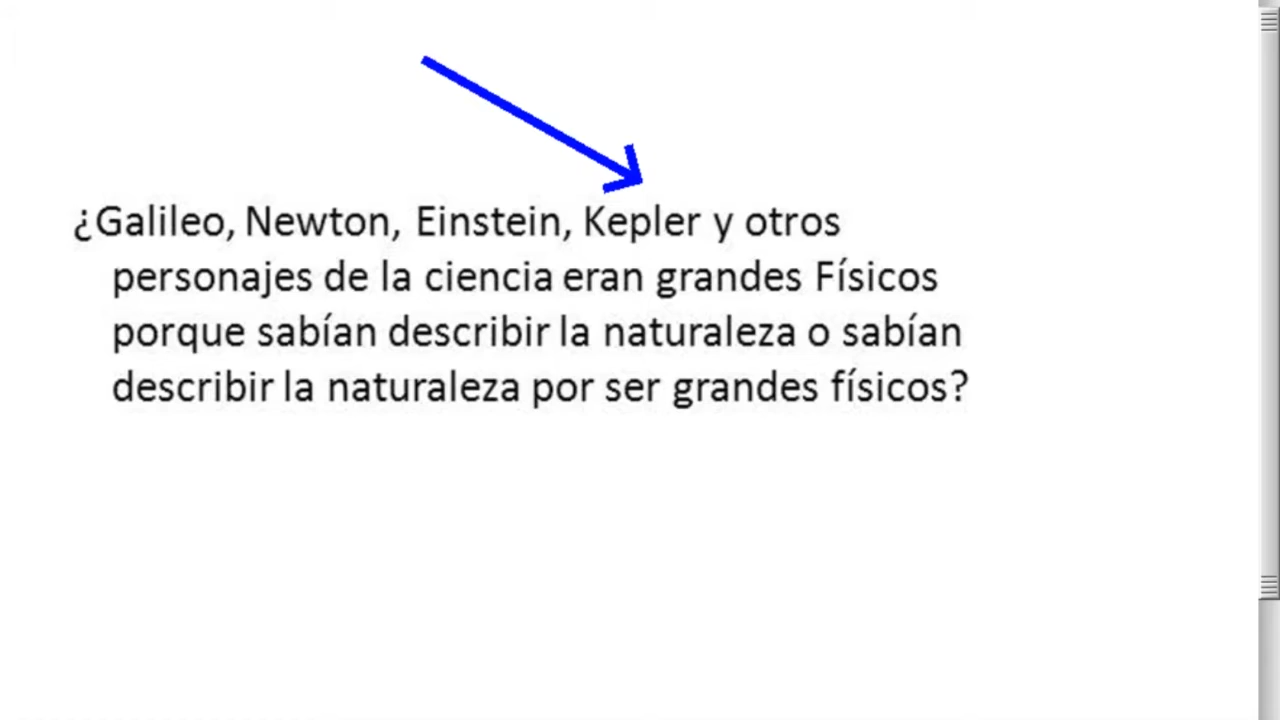 ¿Galileo, Newton, Einstein, Kepler y otros
personajes de la ciencia eran grandes Físicos
porque sabían describir la naturaleza o sabían
describir la naturaleza por ser grandes físicos?